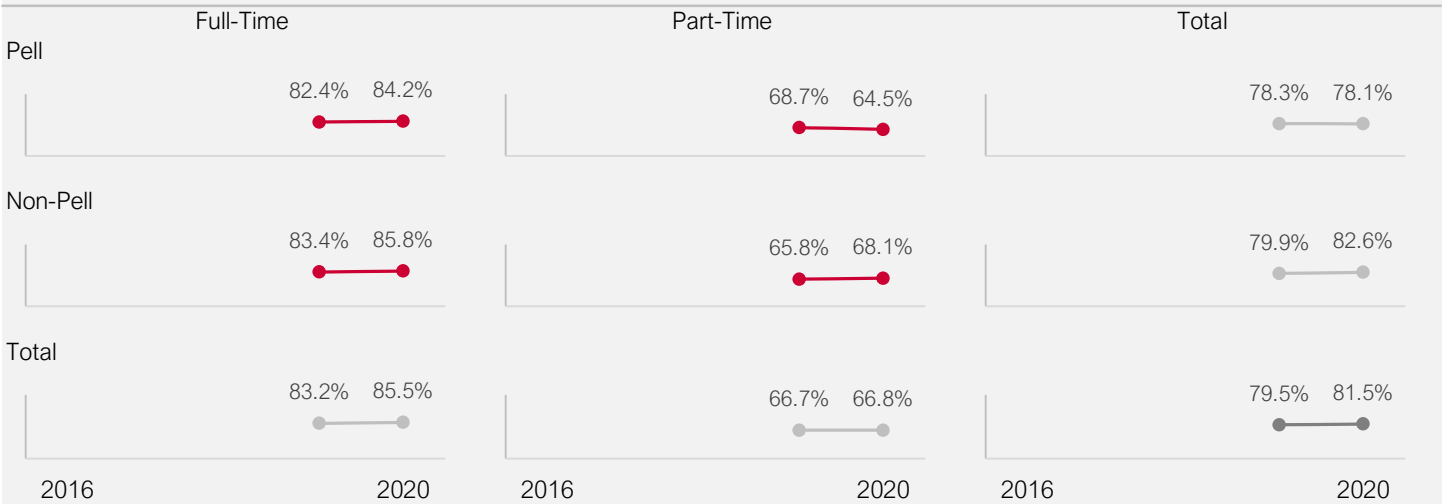 Full-Time Part-Time Total
Pell
82.4% 84.2% 68.7% 64.5% 78.3% 78.1%
Non-Pell
83.4% 85.8% 65.8% 68.1% 79.9% 82.6%
Total
83.2% 85.5% 66.7% 66.8% 79.5% 81.5%
2016 2020 2016 2020 2016 2020